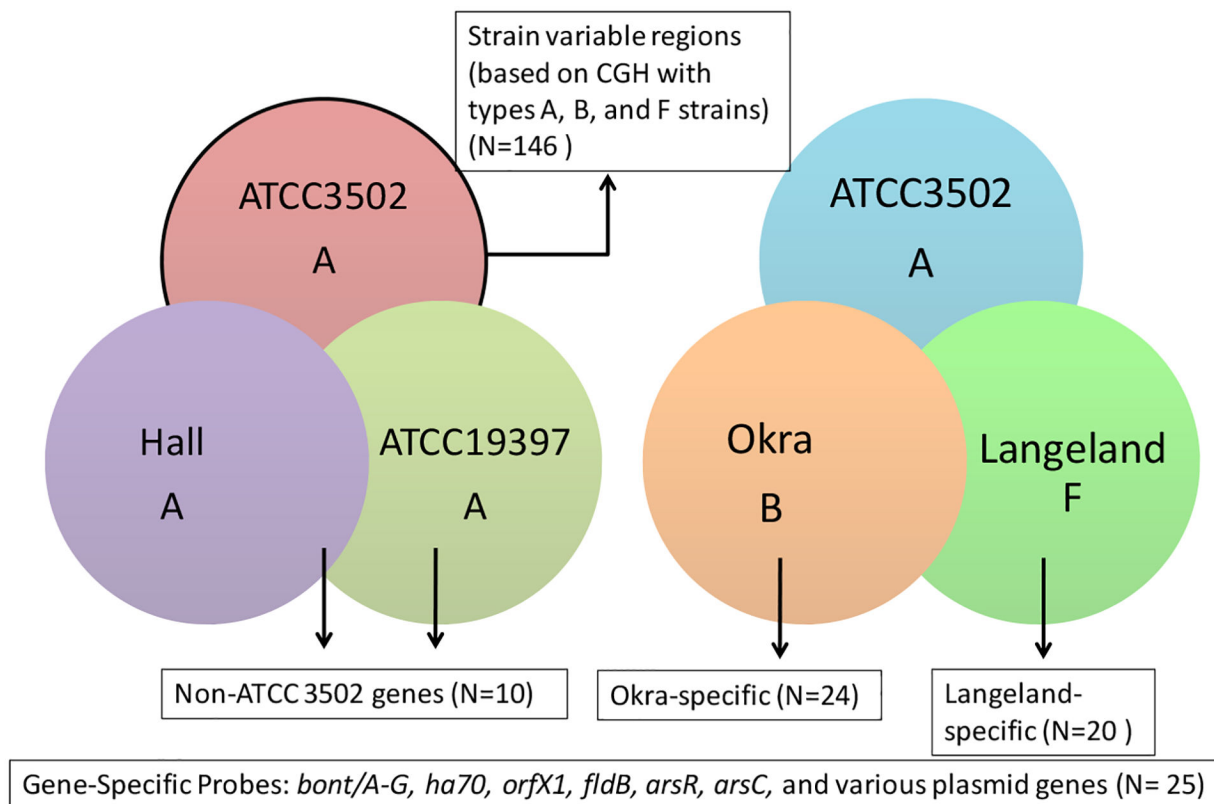 Strain variable regions
(based on CGH with
types A, B, and F strains)
(N=146 )
ATCC3502
A
Hall
A
ATCC19397
A
Non-ATCC 3502 genes (N=10)
ATCC3502
A
Okra
B
Langeland
F
Okra-specific (N=24)
Langeland-
specific (N=20 )
Gene-Specific Probes: bont/A-G, ha70, orfX1, fldB, arsR, arsC, and various plasmid genes (N= 25)